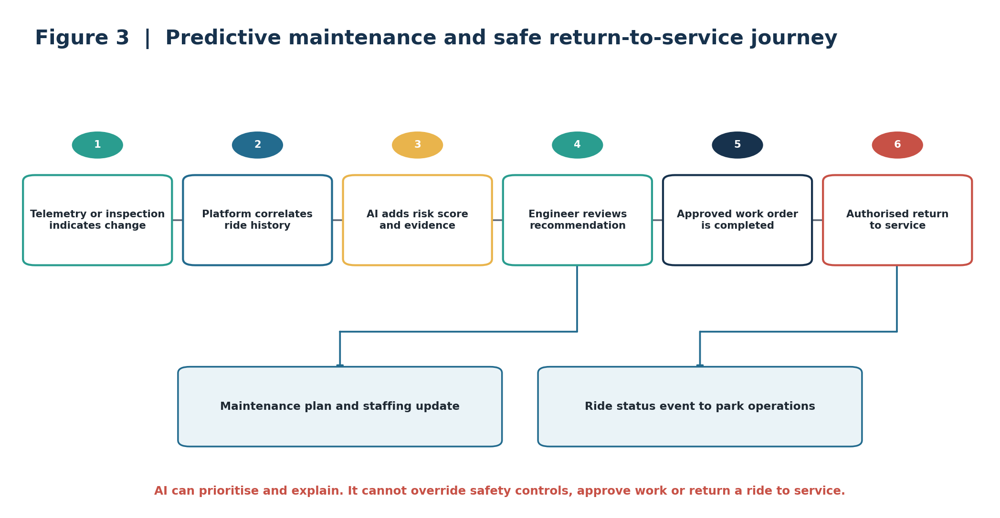 Figure 3 | Predictive maintenance and safe return-to-service journey
1
2
3
4
5
6
Telemetry or inspection
indicates change
Platform correlates
ride history
AI adds risk score
and evidence
Engineer reviews
recommendation
Approved work order
is completed
Authorised return
to service
Maintenance plan and staffing update
Ride status event to park operations
AI can prioritise and explain. It cannot override safety controls, approve work or return a ride to service.